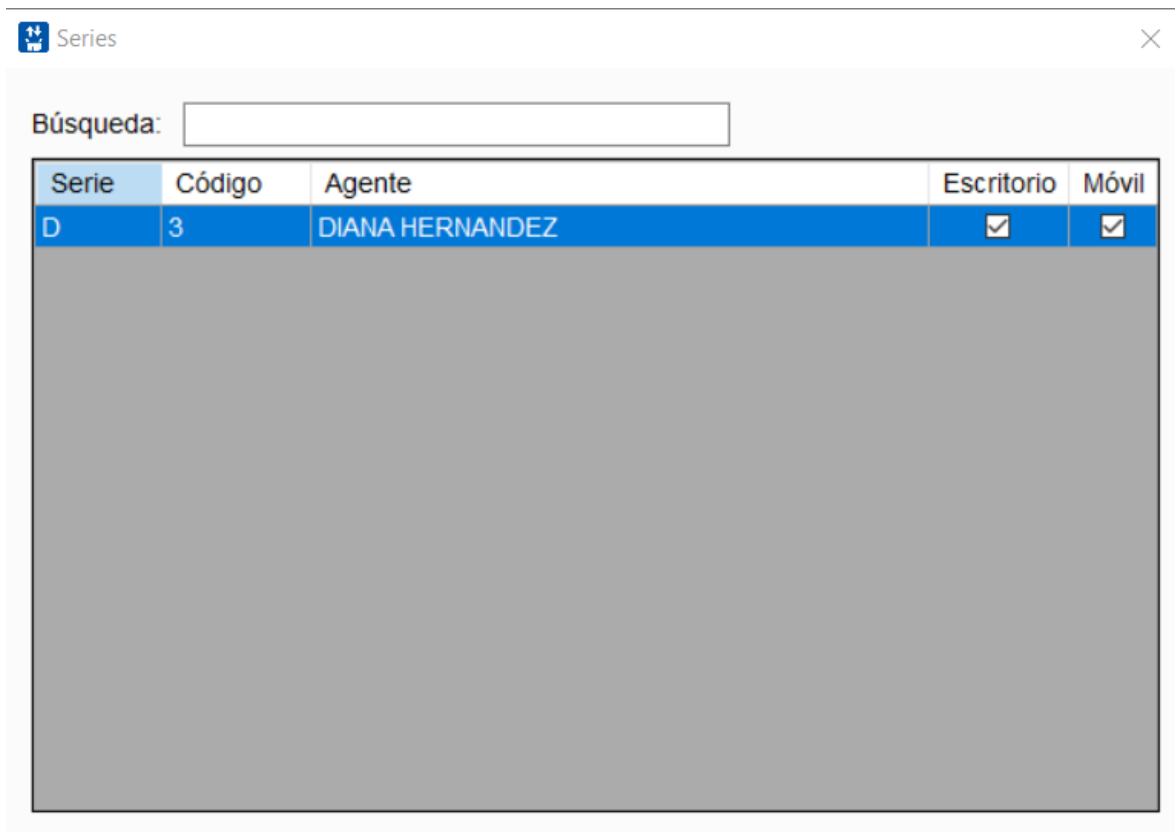 Series
Búsqueda:
Serie Código Agente Escritorio Móvil
D 3 DIANA HERNANDEZ